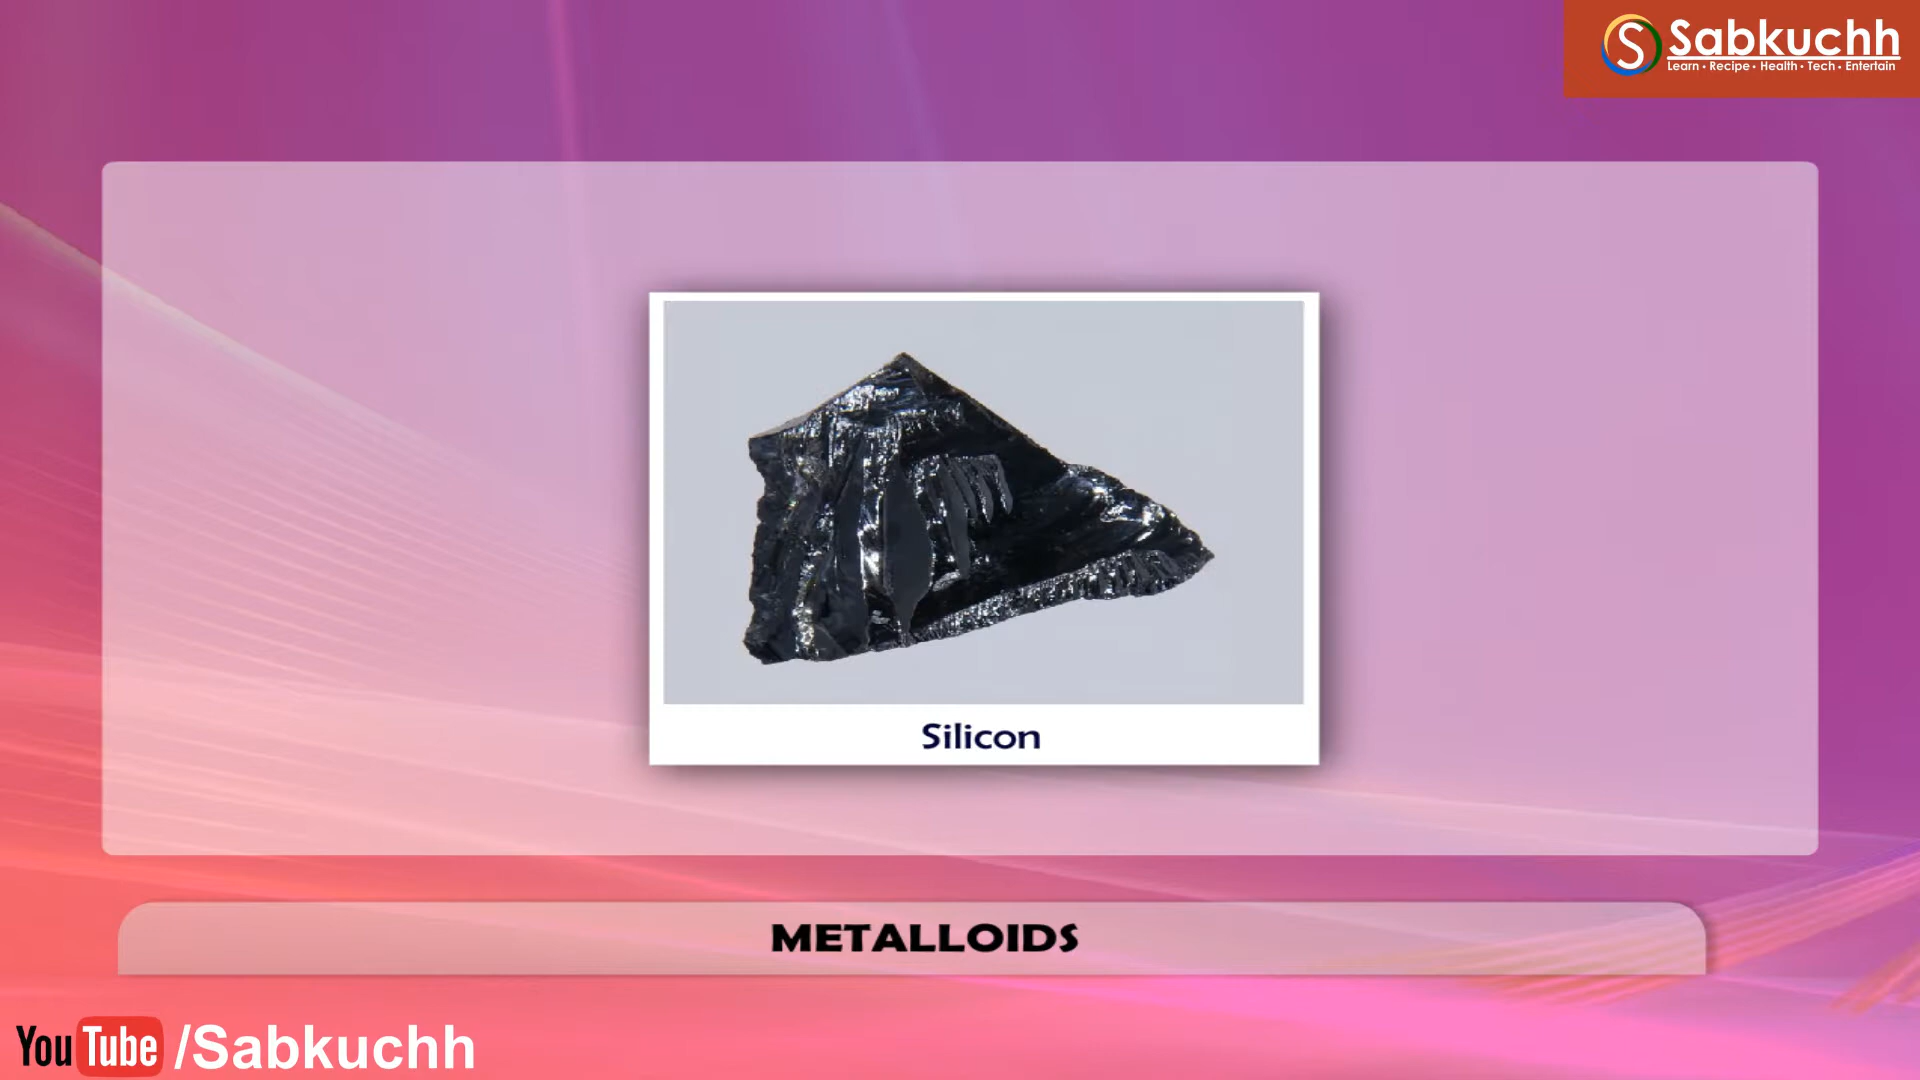 Sabkuchh
Learn • Recipe • Health • Tech • Entertain
Silicon
METALLOIDS
YouTube /Sabkuchh